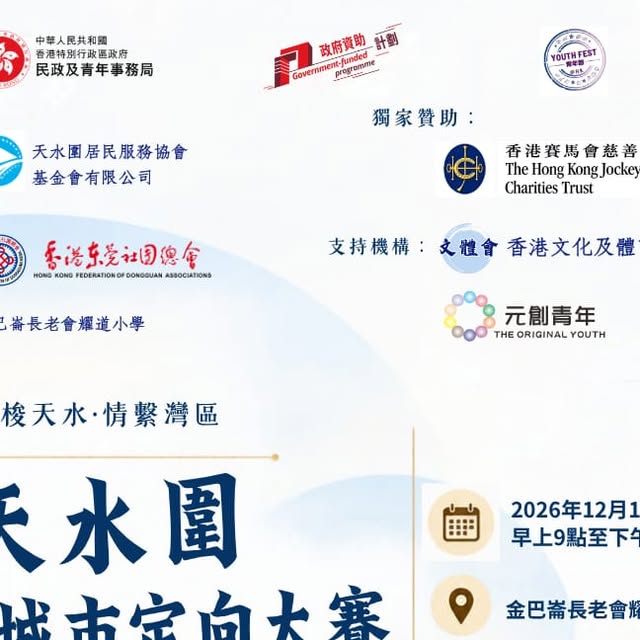 中華人民共和國
香港特別行政區政府
民政及青年事務局
政府資助
計劃
Government-funded
programme
YOUTH FEST
青年節
獨家贊助：
天水圍居民服務協會
基金會有限公司
香港賽馬會慈善
The Hong Kong Jockey
Charities Trust
香港東莞社团總會
HONG KONG FEDERATION OF DONGGUAN ASSOCIATIONS
支持機構：
文體會 香港文化及體
元創青年
THE ORIGINAL YOUTH
巴崙長老會耀道小學
梭天水·情繫灣區
天水圍
城市定向大賽
2026年12月1
早上9點至下午
金巴崙長老會耀